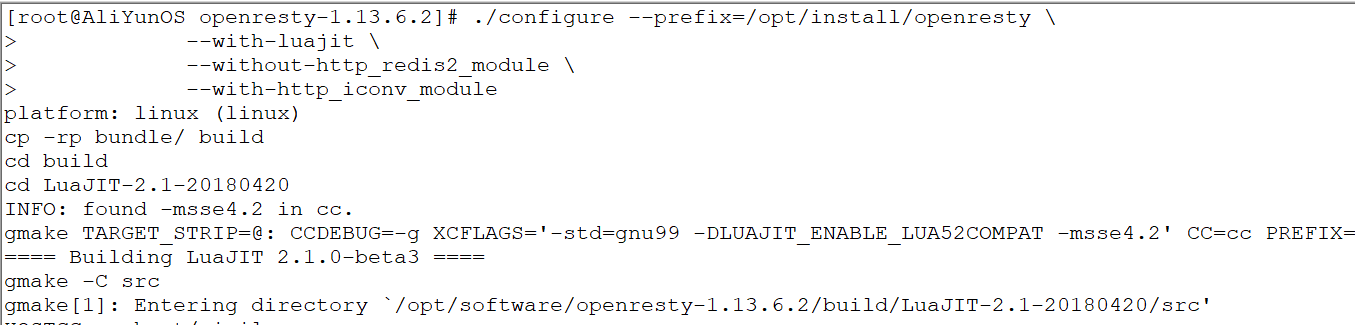 [root@AliYunOS openresty-1.13.6.2]# ./configure --prefix=/opt/install/openresty \
> --with-luajit \
> --without-http_redis2_module \
> --with-http_iconv_module
platform: linux (linux)
cp -rp bundle/ build
cd build
cd LuaJIT-2.1-20180420
INFO: found -msse4.2 in cc.
gmake TARGET_STRIP=@: CCDEBUG=-g XCFLAGS='-std=gnu99 -DLUAJIT_ENABLE_LUA52COMPAT -msse4.2' CC=cc PREFIX=
==== Building LuaJIT 2.1.0-beta3 ====
gmake -C src
gmake[1]: Entering directory `/opt/software/openresty-1.13.6.2/build/LuaJIT-2.1-20180420/src'